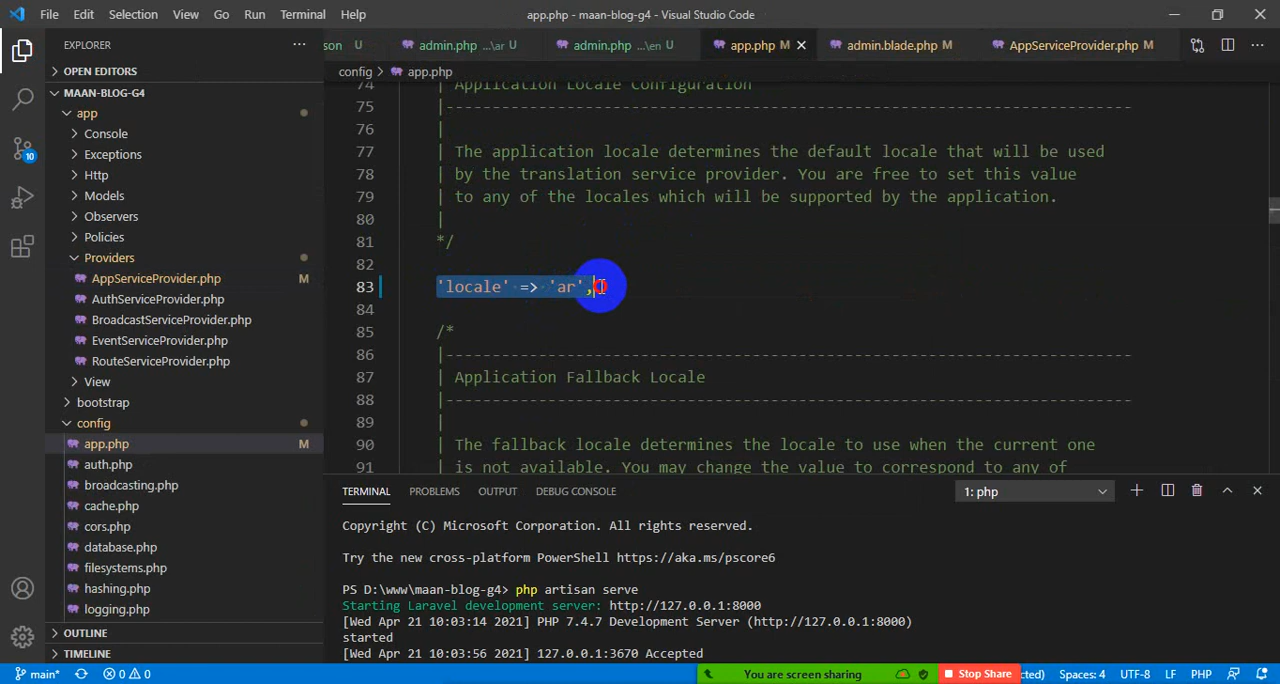 File Edit Selection View Go Run Terminal Help
app.php - maan-blog-g4 - Visual Studio Code
EXPLORER
son admin.php ...\ar U admin.php ...\en U app.php M admin.blade.php M AppServiceProvider.php M
config > app.php
OPEN EDITORS
MAAN-BLOG-G4
app
Console
Exceptions
Http
Models
Observers
Policies
Providers
AppServiceProvider.php M
AuthServiceProvider.php
BroadcastServiceProvider.php
EventServiceProvider.php
RouteServiceProvider.php
View
bootstrap
config
app.php M
auth.php
broadcasting.php
cache.php
cors.php
database.php
filesystems.php
hashing.php
logging.php
OUTLINE
TIMELINE
74 | Application Locale Configuration
75 |--------------------------------------------------------------------------
76 |
77 | The application locale determines the default locale that will be used
78 | by the translation service provider. You are free to set this value
79 | to any of the locales which will be supported by the application.
80 |
81 */
82
83 'locale' => 'ar',
84
85 /*
86 |--------------------------------------------------------------------------
87 | Application Fallback Locale
88 |--------------------------------------------------------------------------
89 |
90 | The fallback locale determines the locale to use when the current one
91 | is not available. You may change the value to correspond to any of
TERMINAL PROBLEMS OUTPUT DEBUG CONSOLE 1: php
Copyright (C) Microsoft Corporation. All rights reserved.
Try the new cross-platform PowerShell https://aka.ms/pscore6
PS D:\www\maan-blog-g4> php artisan serve
Starting Laravel development server: http://127.0.0.1:8000
[Wed Apr 21 10:03:14 2021] PHP 7.4.7 Development Server (http://127.0.0.1:8000)
started
[Wed Apr 21 10:03:56 2021] 127.0.0.1:3670 Accepted
10
main* 0 0 You are screen sharing Stop Share cted) Spaces: 4 UTF-8 LF PHP